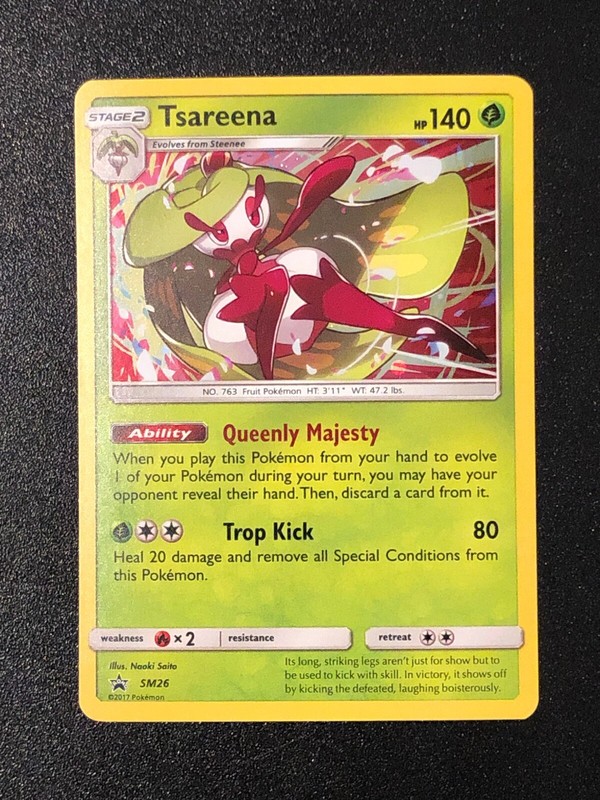 STAGE2 Tsareena HP 140
Evolves from Steenee
NO. 763 Fruit Pokémon HT: 3'11" WT: 47.2 lbs.
Ability Queenly Majesty
When you play this Pokémon from your hand to evolve
1 of your Pokémon during your turn, you may have your
opponent reveal their hand. Then, discard a card from it.
Trop Kick 80
Heal 20 damage and remove all Special Conditions from
this Pokémon.
weakness ×2 resistance retreat
Illus. Naoki Saito
SM26
©2017 Pokémon
Its long, striking legs aren't just for show but to
be used to kick with skill. In victory, it shows off
by kicking the defeated, laughing boisterously.